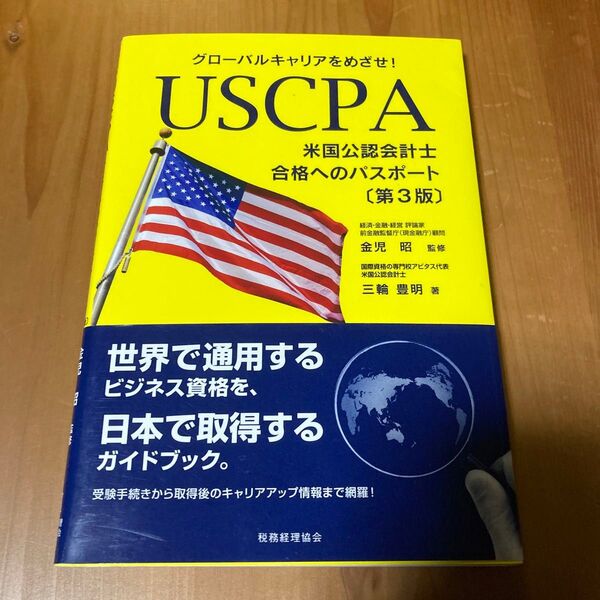 グローバルキャリアをめざせ!
USCPA
米国公認会計士
合格へのパスポート
〔第3版〕
経済・金融・経営 評論家
前金融監督庁(現金融庁)顧問
金児 昭 監修
国際資格の専門校アビタス代表
米国公認会計士
三輪 豊明 著
世界で通用する
ビジネス資格を、
日本で取得する
ガイドブック。
受験手続きから取得後のキャリアアップ情報まで網羅!
税務経理協会